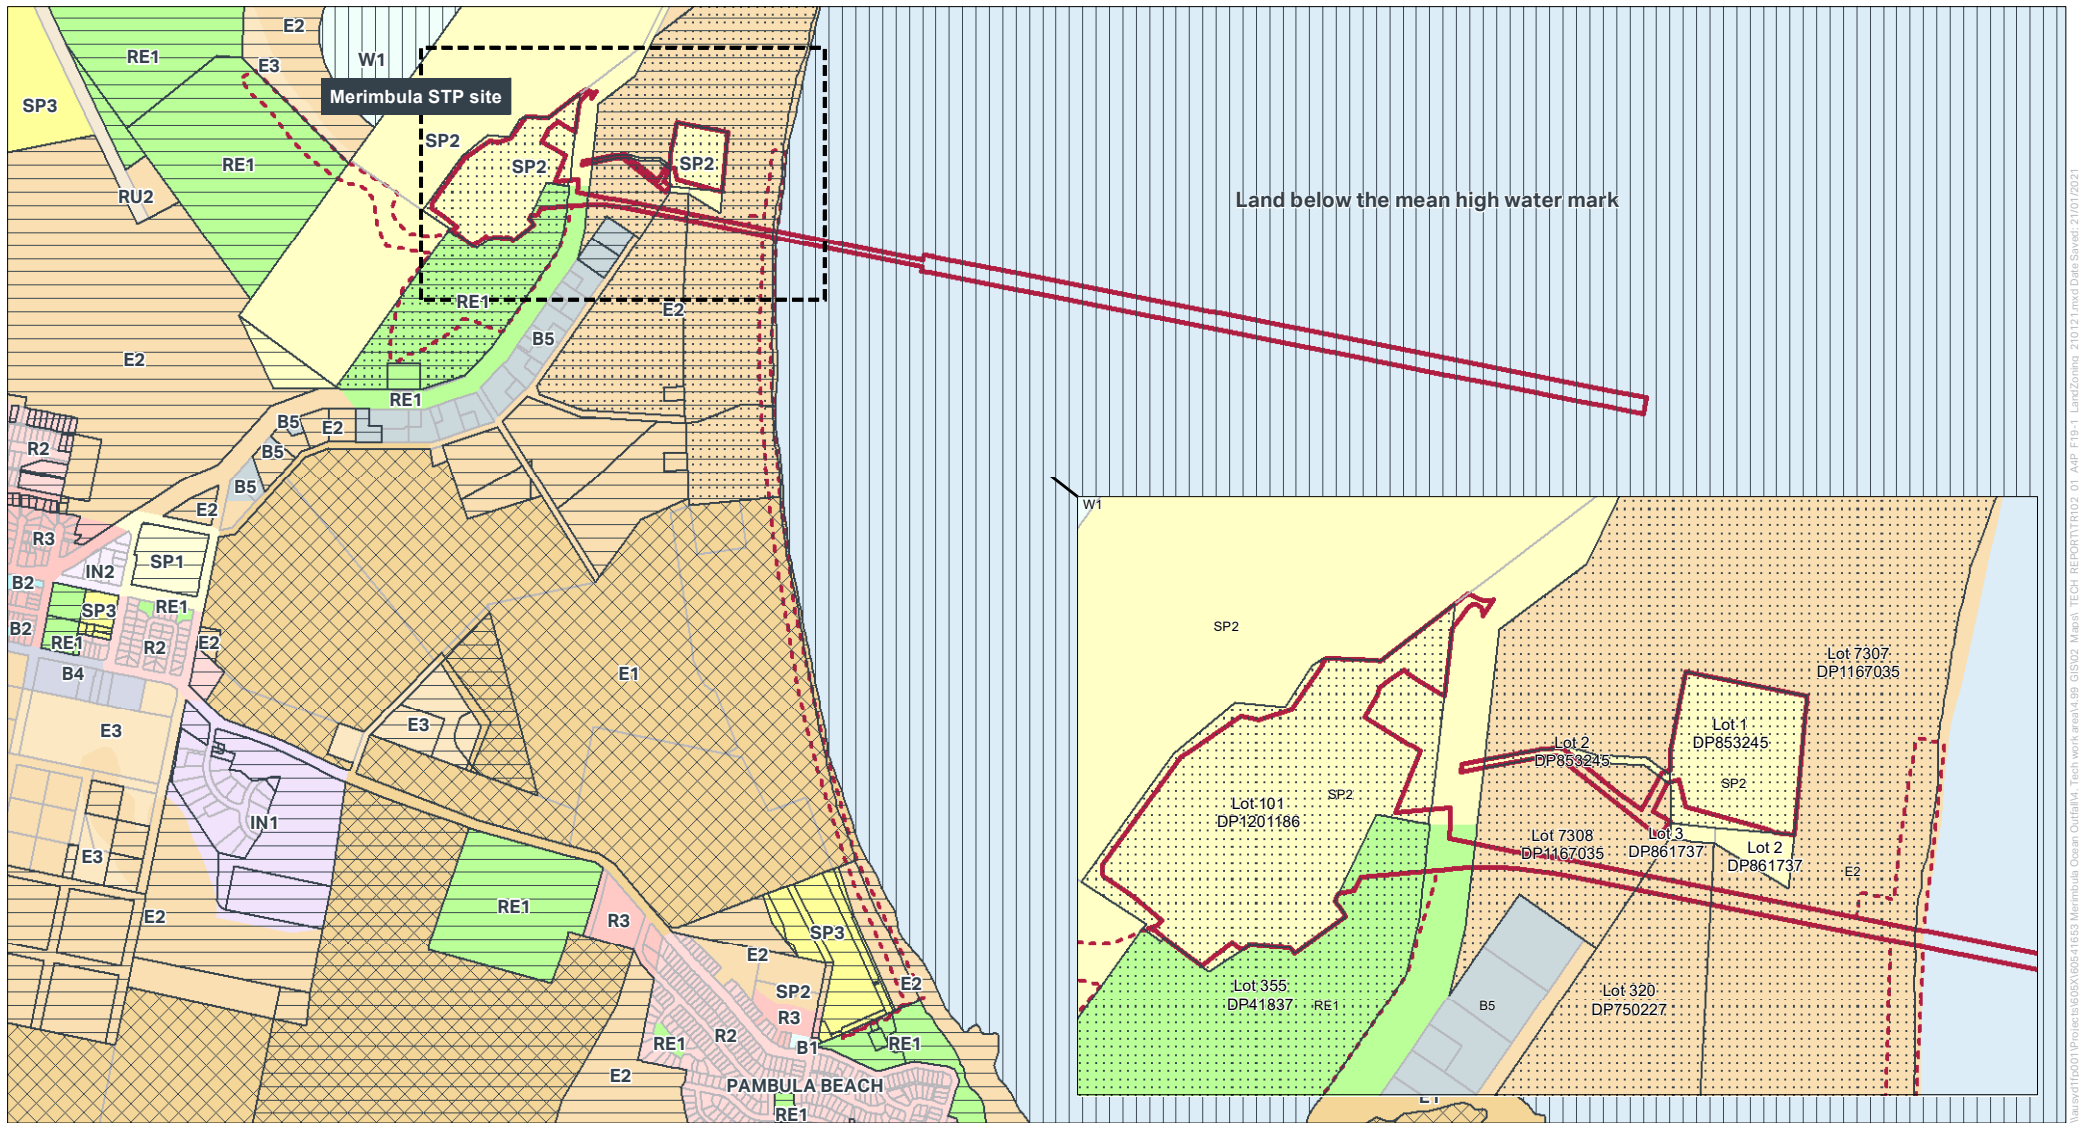 E2
RE1
W1
E3
Merimbula STP site
SP3
SP2
SP2
SP2
RE1
RU2
Land below the mean high water mark
RE1
E2
B5
E2
RE1
B5
E2
B5
R2
B5
E2
R3
SP1
IN2
B2
SP3
RE1
B2
RE1
R2
E2
B4
E1
E3
E3
IN1
E3
RE1
E2
R3
SP3
E2
SP2
E2
R3
R2
RE1
B1
RE1
E2
PAMBULA BEACH
RE1
E1
W1
SP2
Lot 7307
DP1167035
Lot 1
DP853245
Lot 2
DP853245
SP2
SP2
Lot 101
DP1201186
Lot 7308
DP1167035
Lot 3
DP861737
Lot 2
DP861737
E2
Lot 355
DP41837
RE1
B5
Lot 320
DP750227